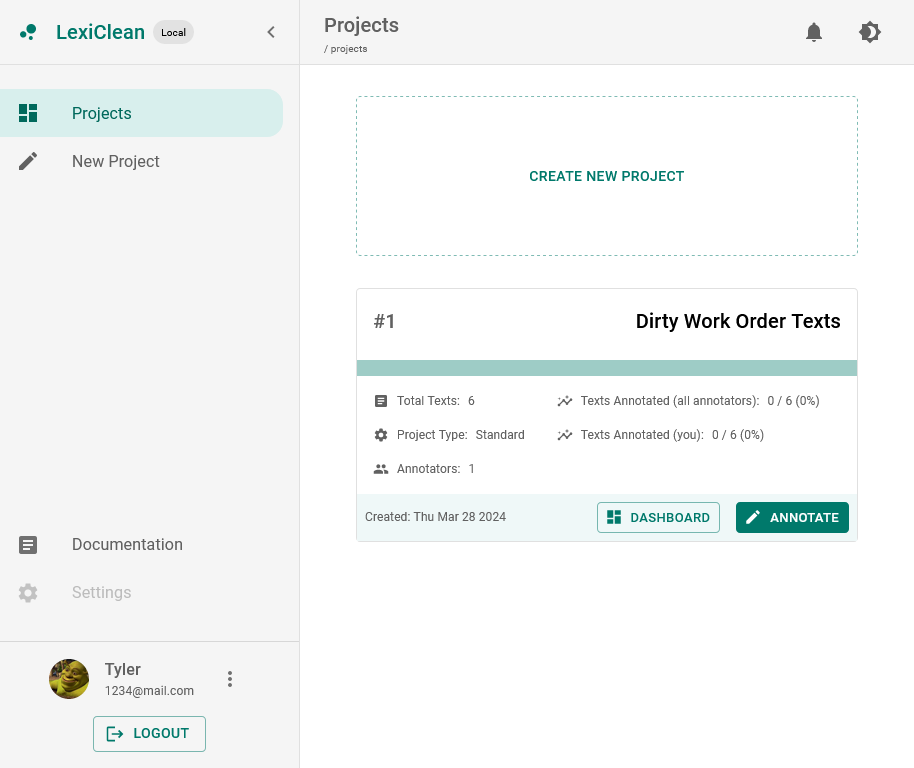 LexiClean Local
Projects
New Project
Documentation
Settings
Tyler
1234@mail.com
LOGOUT
Projects
/ projects
CREATE NEW PROJECT
#1 Dirty Work Order Texts
Total Texts: 6 Texts Annotated (all annotators): 0 / 6 (0%)
Project Type: Standard Texts Annotated (you): 0 / 6 (0%)
Annotators: 1
Created: Thu Mar 28 2024 DASHBOARD ANNOTATE